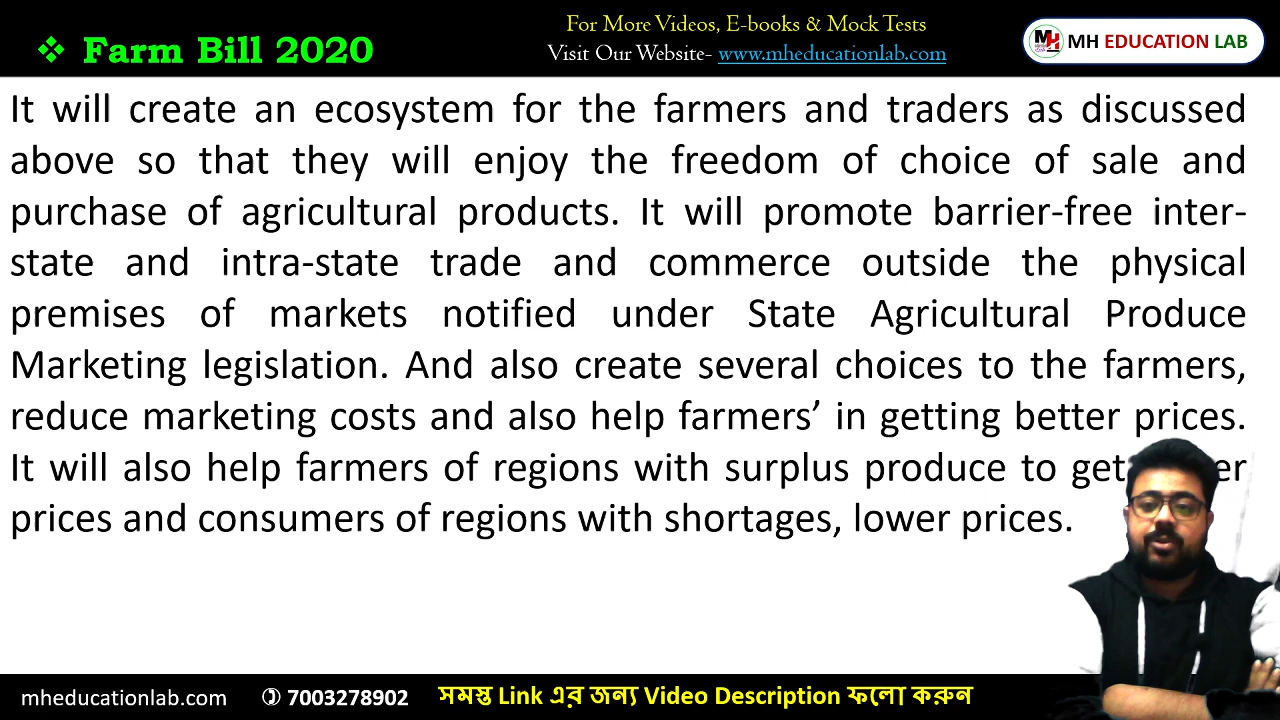 ❖ Farm Bill 2020
For More Videos, E-books & Mock Tests
Visit Our Website- www.mheducationlab.com
MH EDUCATION LAB
It will create an ecosystem for the farmers and traders as discussed
above so that they will enjoy the freedom of choice of sale and
purchase of agricultural products. It will promote barrier-free inter-
state and intra-state trade and commerce outside the physical
premises of markets notified under State Agricultural Produce
Marketing legislation. And also create several choices to the farmers,
reduce marketing costs and also help farmers’ in getting better prices.
It will also help farmers of regions with surplus produce to get
prices and consumers of regions with shortages, lower prices.
mheducationlab.com
7003278902
সমস্ত Link এর জন্য Video Description ফলো করুন